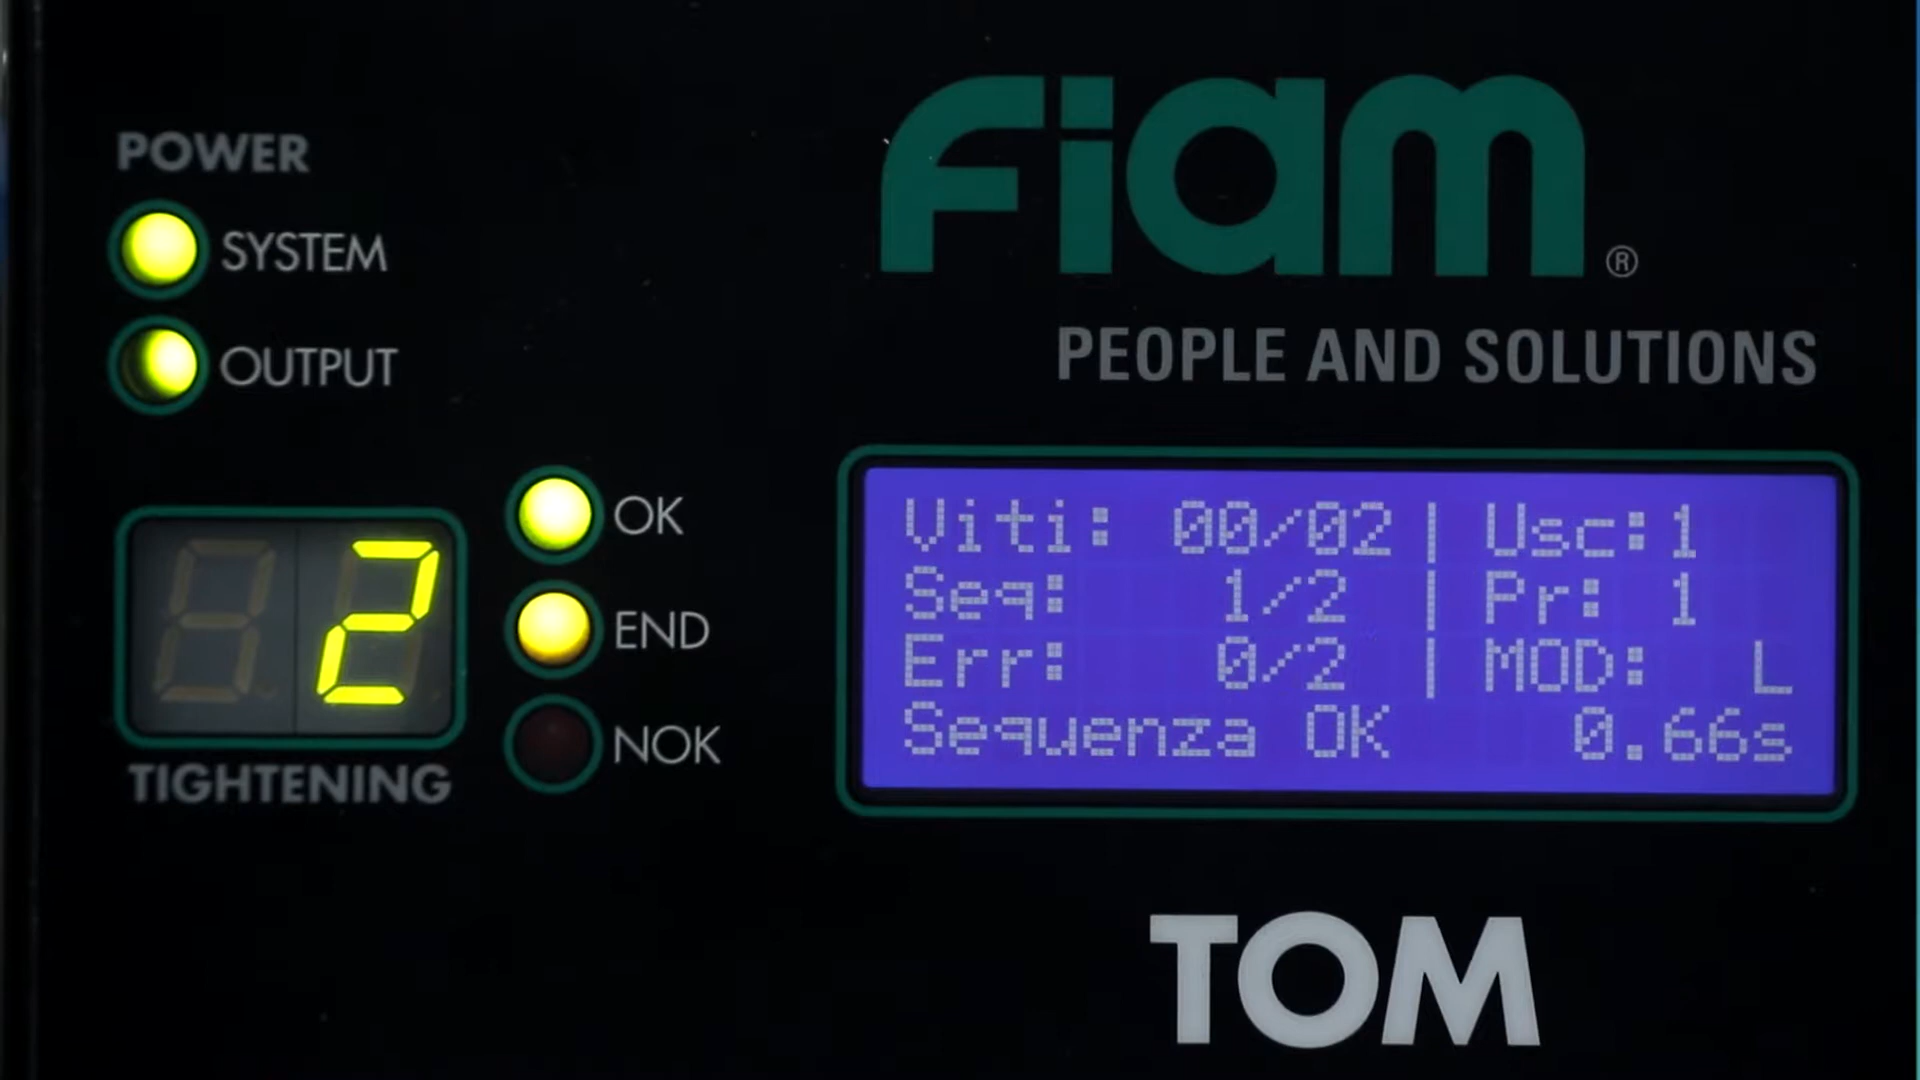 POWER
SYSTEM
OUTPUT
fiam®
PEOPLE AND SOLUTIONS
2
TIGHTENING
OK
END
NOK
Viti: 00/02 | Usc:1
Seq: 1/2 | Pr: 1
Err: 0/2 | MOD: L
Sequenza OK 0.66s
TOM